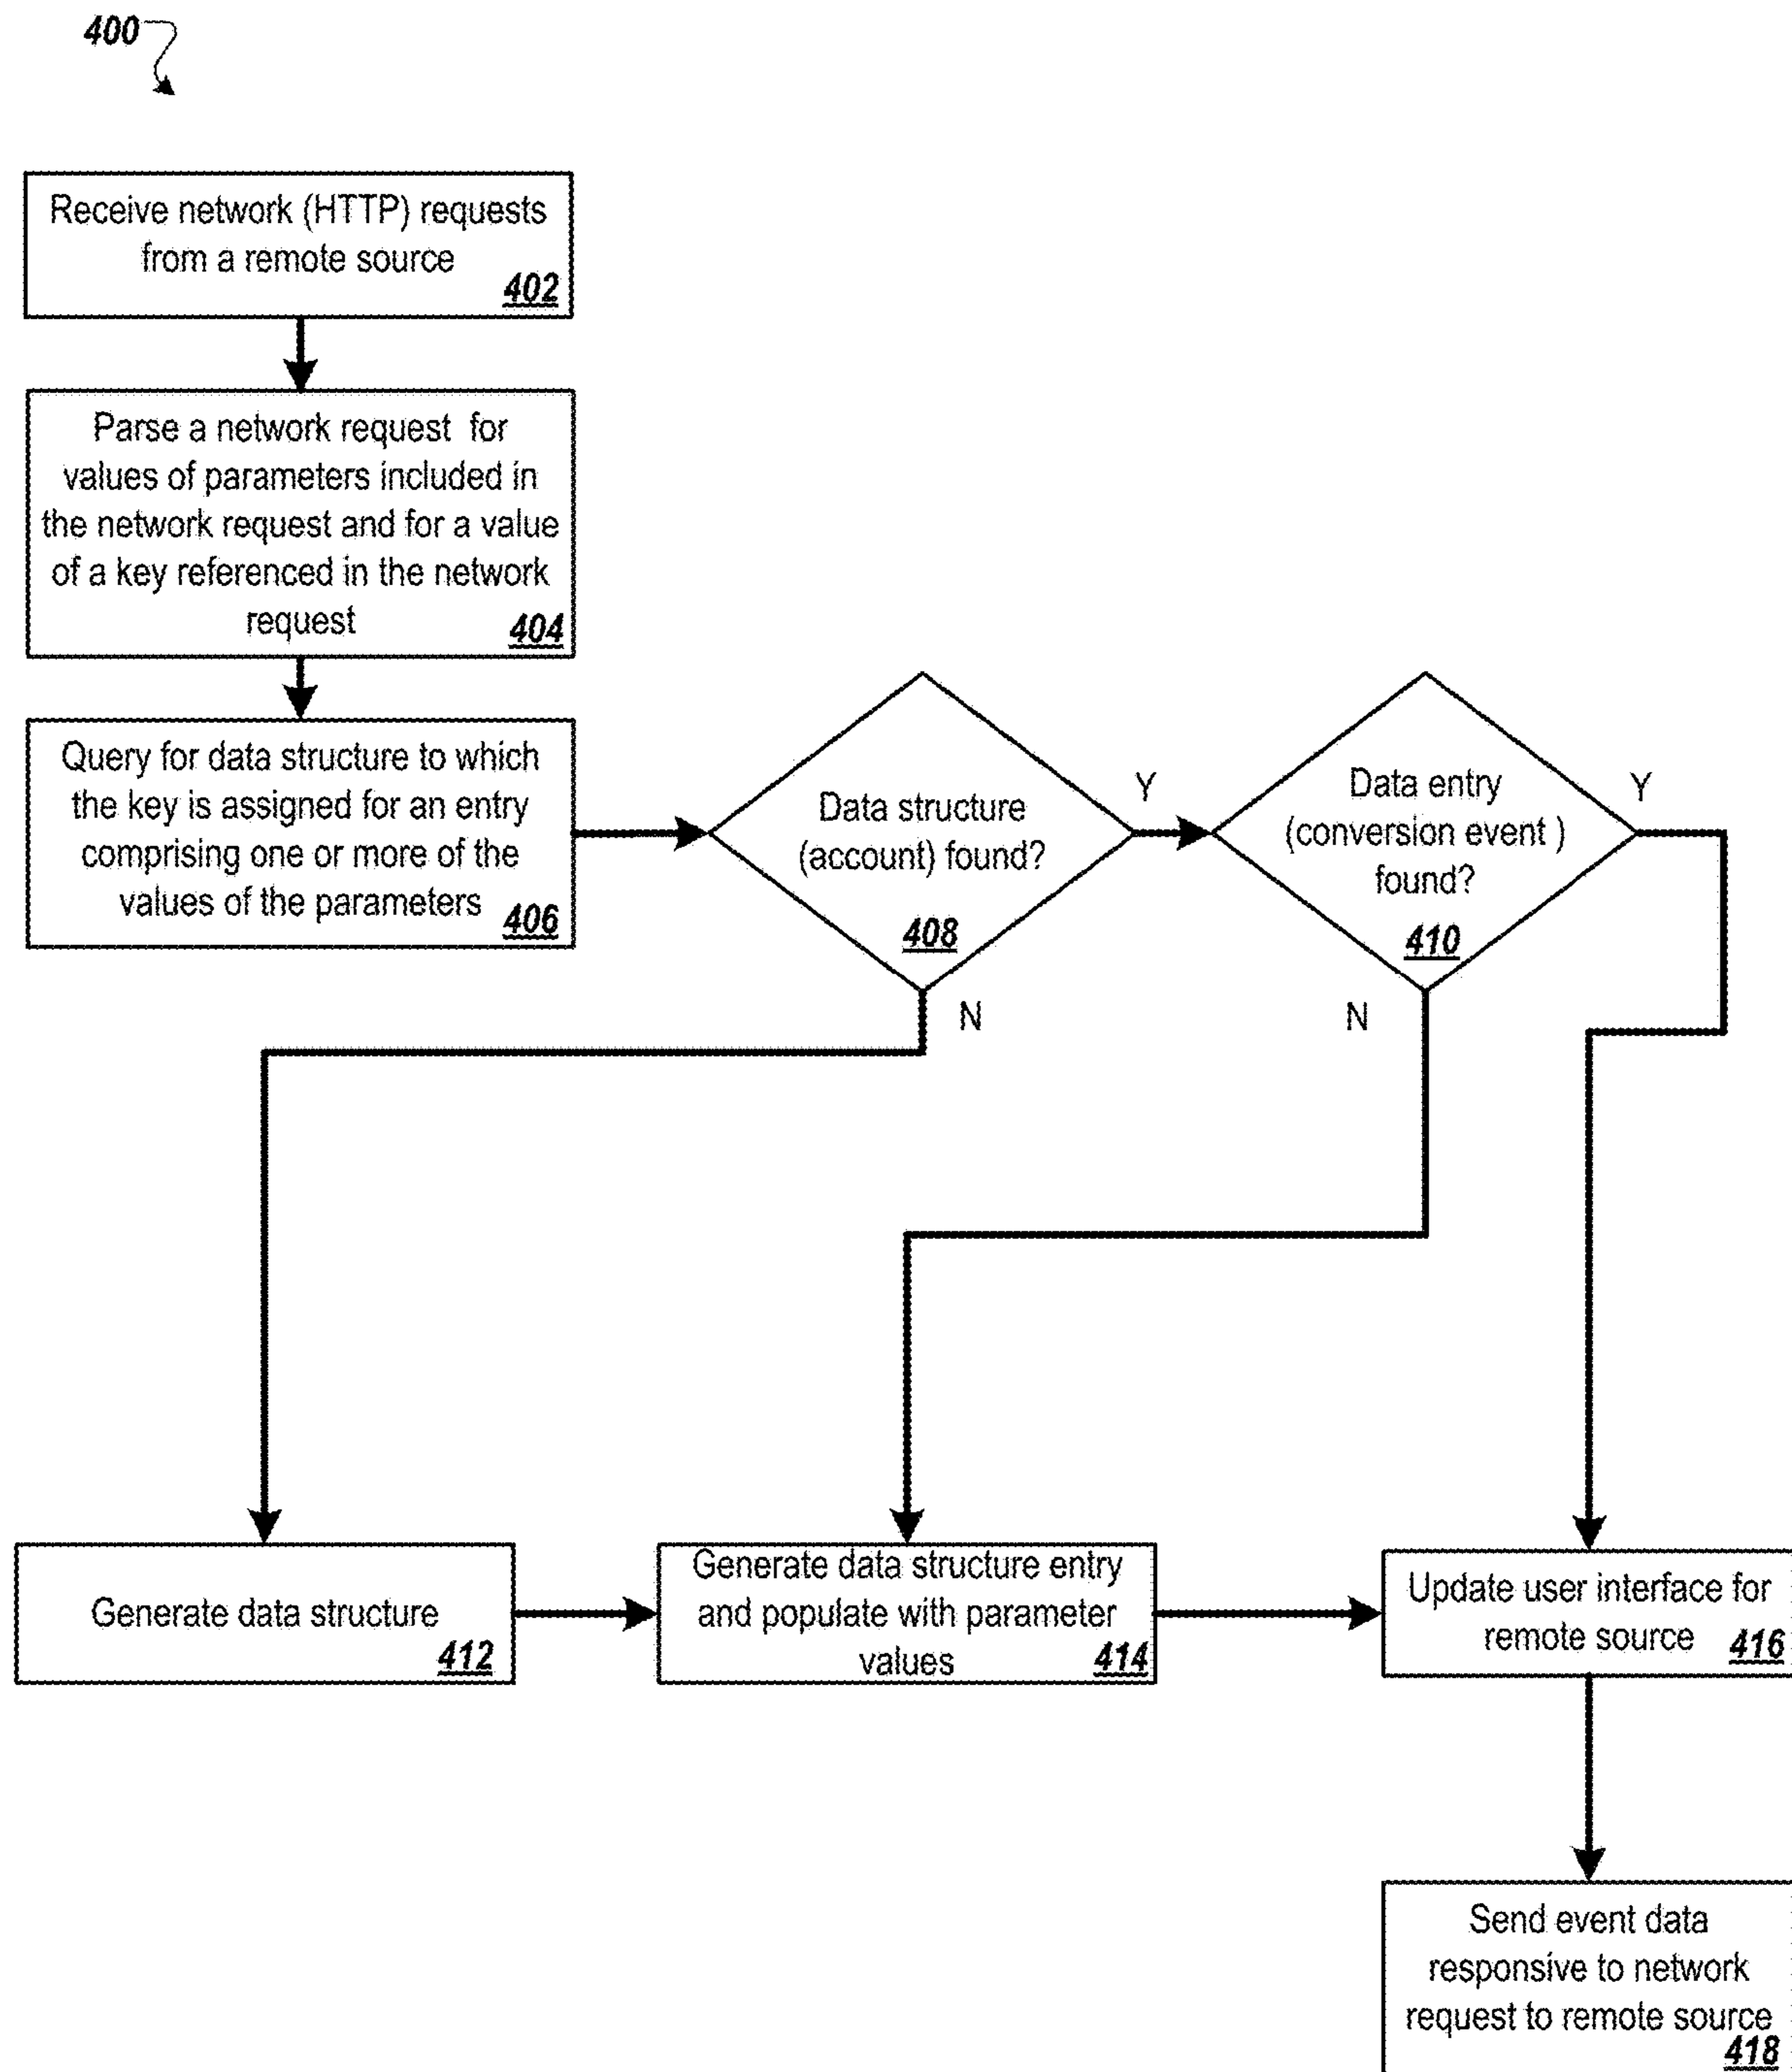 400
Receive network (HTTP) requests
from a remote source
402
Parse a network request for
values of parameters included in
the network request and for a value
of a key referenced in the network
request
404
Query for data structure to which
the key is assigned for an entry
comprising one or more of the
values of the parameters
406
Data structure
(account) found?
408
Y
N
Data entry
(conversion event )
found?
410
Y
N
Generate data structure
412
Generate data structure entry
and populate with parameter
values
414
Update user interface for
remote source
416
Send event data
responsive to network
request to remote source
418